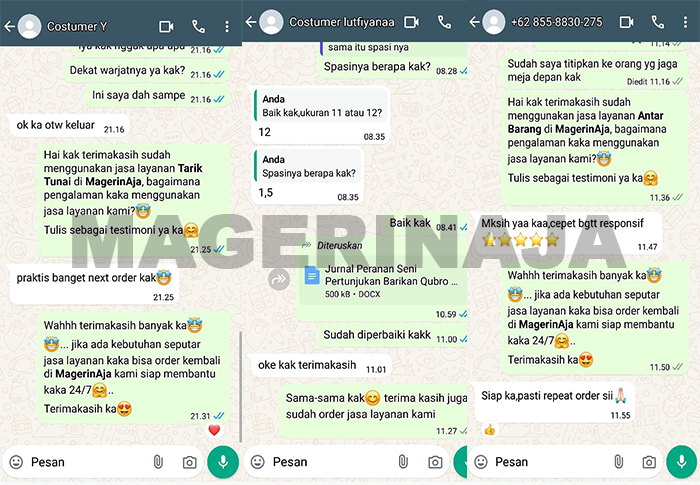 Costumer Y
Iya kak nggak apa apa
21.16
Dekat warjatnya ya kak?
21.16
Ini saya dah sampe
21.16
ok ka otw keluar
21.16
Hai kak terimakasih sudah
menggunakan jasa layanan Tarik
Tunai di MagerinAja, bagaimana
pengalaman kaka menggunakan
jasa layanan kami?
Tulis sebagai testimoni ya ka
21.25
praktis banget next order kak
21.25
Wahhh terimakasih banyak ka
... jika ada kebutuhan seputar
jasa layanan kaka bisa order kembali
di MagerinAja kami siap membantu
kaka 24/7 ..
Terimakasih ka
21.31
Pesan
Costumer lutfiyanaa
sama itu spasi nya
Spasinya berapa kak?
08.28
Anda
Baik kak,ukuran 11 atau 12?
12
08.35
Anda
Spasinya berapa kak?
1,5
08.35
Baik kak
08.41
Diteruskan
Jurnal Peranan Seni
Pertunjukan Barikan Qubro ...
500 kB • DOCX
10.59
Sudah diperbaiki kakk
11.00
oke kak terimakasih
11.01
Sama-sama kak terima kasih juga
sudah order jasa layanan kami
11.27
Pesan
+62 855-8830-275
11.14
Sudah saya titipkan ke orang yg jaga
meja depan kak
Diedit 11.16
Hai kak terimakasih sudah
menggunakan jasa layanan Antar
Barang di MagerinAja, bagaimana
pengalaman kaka menggunakan
jasa layanan kami?
Tulis sebagai testimoni ya ka
11.36
Mksih yaa kaa,cepet bgtt responsif
11.47
Wahhh terimakasih banyak ka
... jika ada kebutuhan seputar
jasa layanan kaka bisa order kembali
di MagerinAja kami siap membantu
kaka 24/7 ..
Terimakasih ka
11.50
Siap ka,pasti repeat order sii
11.55
Pesan
MAGERINAJA